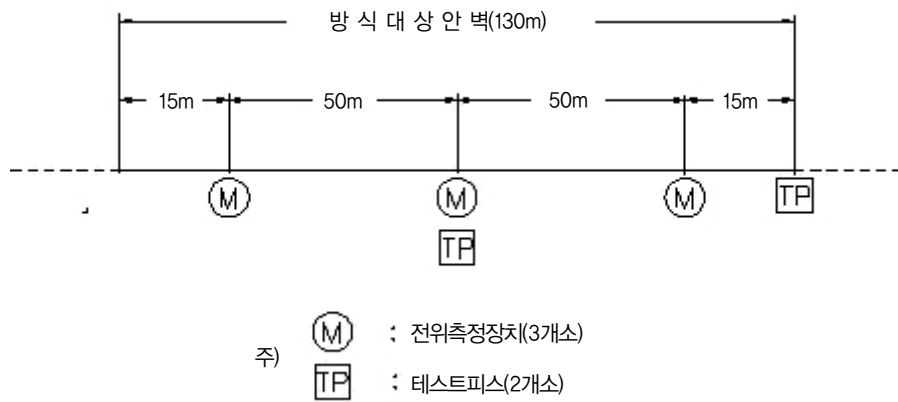 방 식 대 상 안 벽(130m)
15m 50m 50m 15m
M M M TP
TP
주) M : 전위측정장치(3개소)
TP : 테스트피스(2개소)